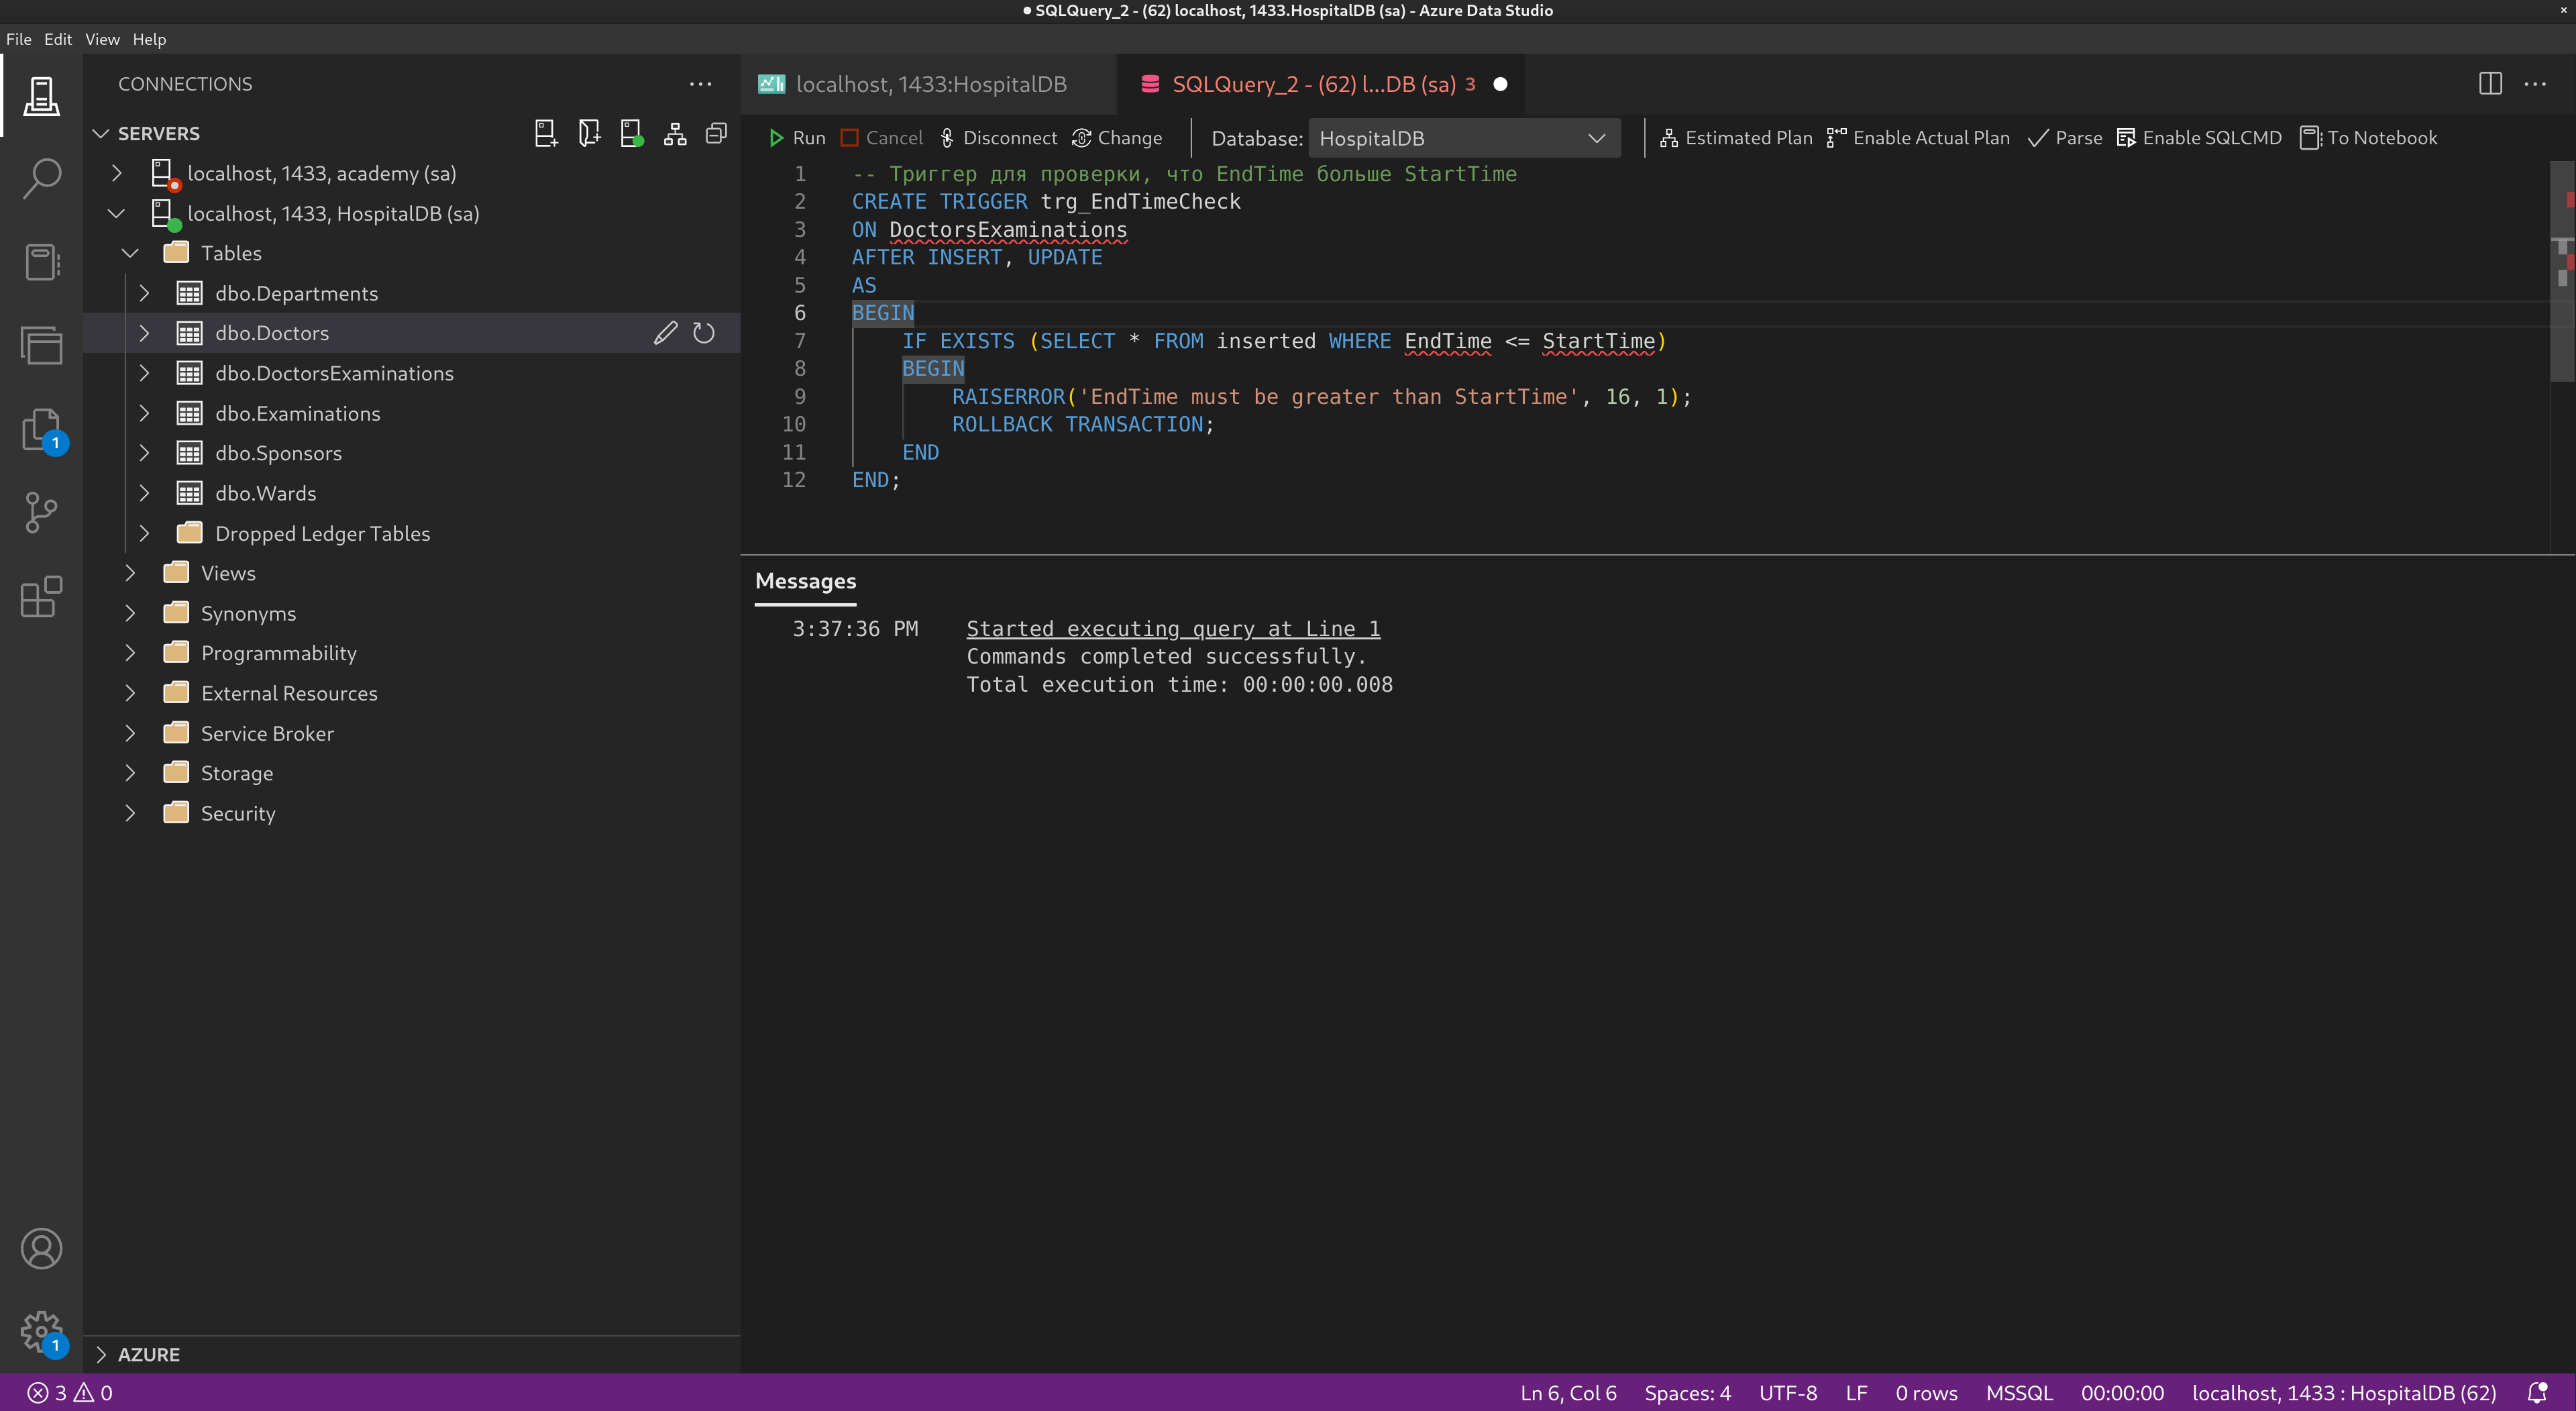 SQLQuery_2 - (62) localhost, 1433.HospitalDB (sa) - Azure Data Studio
File Edit View Help
CONNECTIONS
SERVERS
localhost, 1433, academy (sa)
localhost, 1433, HospitalDB (sa)
Tables
dbo.Departments
dbo.Doctors
dbo.DoctorsExaminations
dbo.Examinations
dbo.Sponsors
dbo.Wards
Dropped Ledger Tables
Views
Synonyms
Programmability
External Resources
Service Broker
Storage
Security
AZURE
1
1
localhost, 1433:HospitalDB
SQLQuery_2 - (62) l...DB (sa) 3
Run Cancel Disconnect Change Database: HospitalDB Estimated Plan Enable Actual Plan Parse Enable SQLCMD To Notebook
1 -- Триггер для проверки, что EndTime больше StartTime
2 CREATE TRIGGER trg_EndTimeCheck
3 ON DoctorsExaminations
4 AFTER INSERT, UPDATE
5 AS
6 BEGIN
7 IF EXISTS (SELECT * FROM inserted WHERE EndTime <= StartTime)
8 BEGIN
9 RAISERROR('EndTime must be greater than StartTime', 16, 1);
10 ROLLBACK TRANSACTION;
11 END
12 END;
Messages
3:37:36 PM Started executing query at Line 1
Commands completed successfully.
Total execution time: 00:00:00.008
3 0 Ln 6, Col 6 Spaces: 4 UTF-8 LF 0 rows MSSQL 00:00:00 localhost, 1433 : HospitalDB (62)